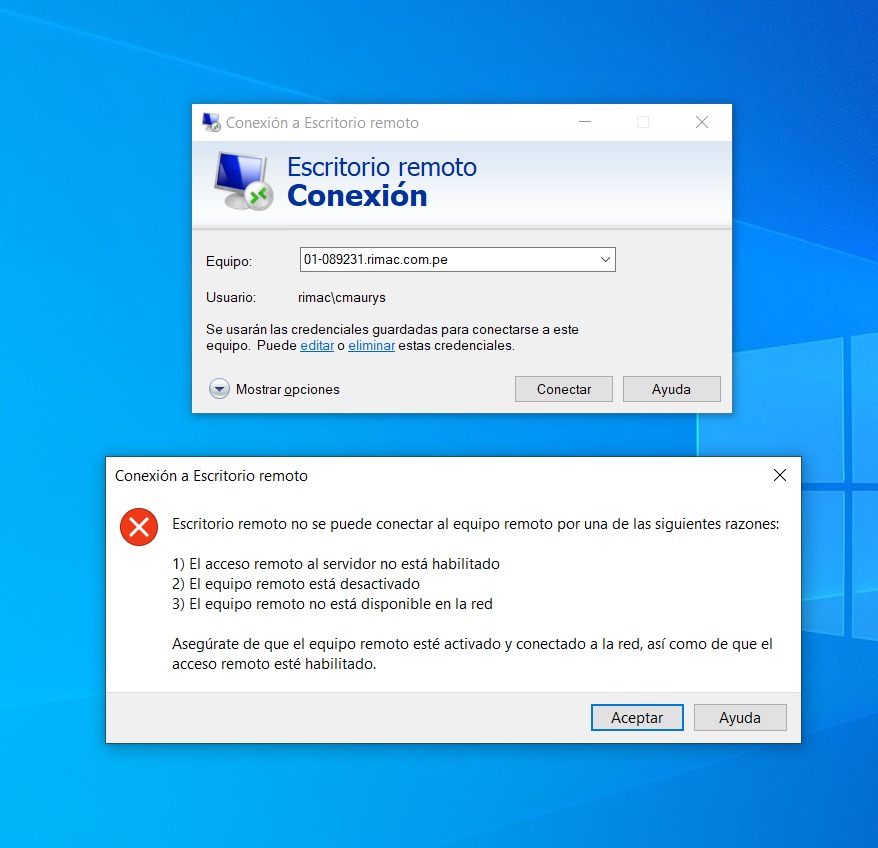 Conexión a Escritorio remoto
Escritorio remoto
Conexión
Equipo: 01-089231.rimac.com.pe
Usuario: rimac\cmaurys
Se usarán las credenciales guardadas para conectarse a este
equipo. Puede editar o eliminar estas credenciales.
Mostrar opciones Conectar Ayuda
Conexión a Escritorio remoto
Escritorio remoto no se puede conectar al equipo remoto por una de las siguientes razones:
1) El acceso remoto al servidor no está habilitado
2) El equipo remoto está desactivado
3) El equipo remoto no está disponible en la red
Asegúrate de que el equipo remoto esté activado y conectado a la red, así como de que el
acceso remoto esté habilitado.
Aceptar Ayuda